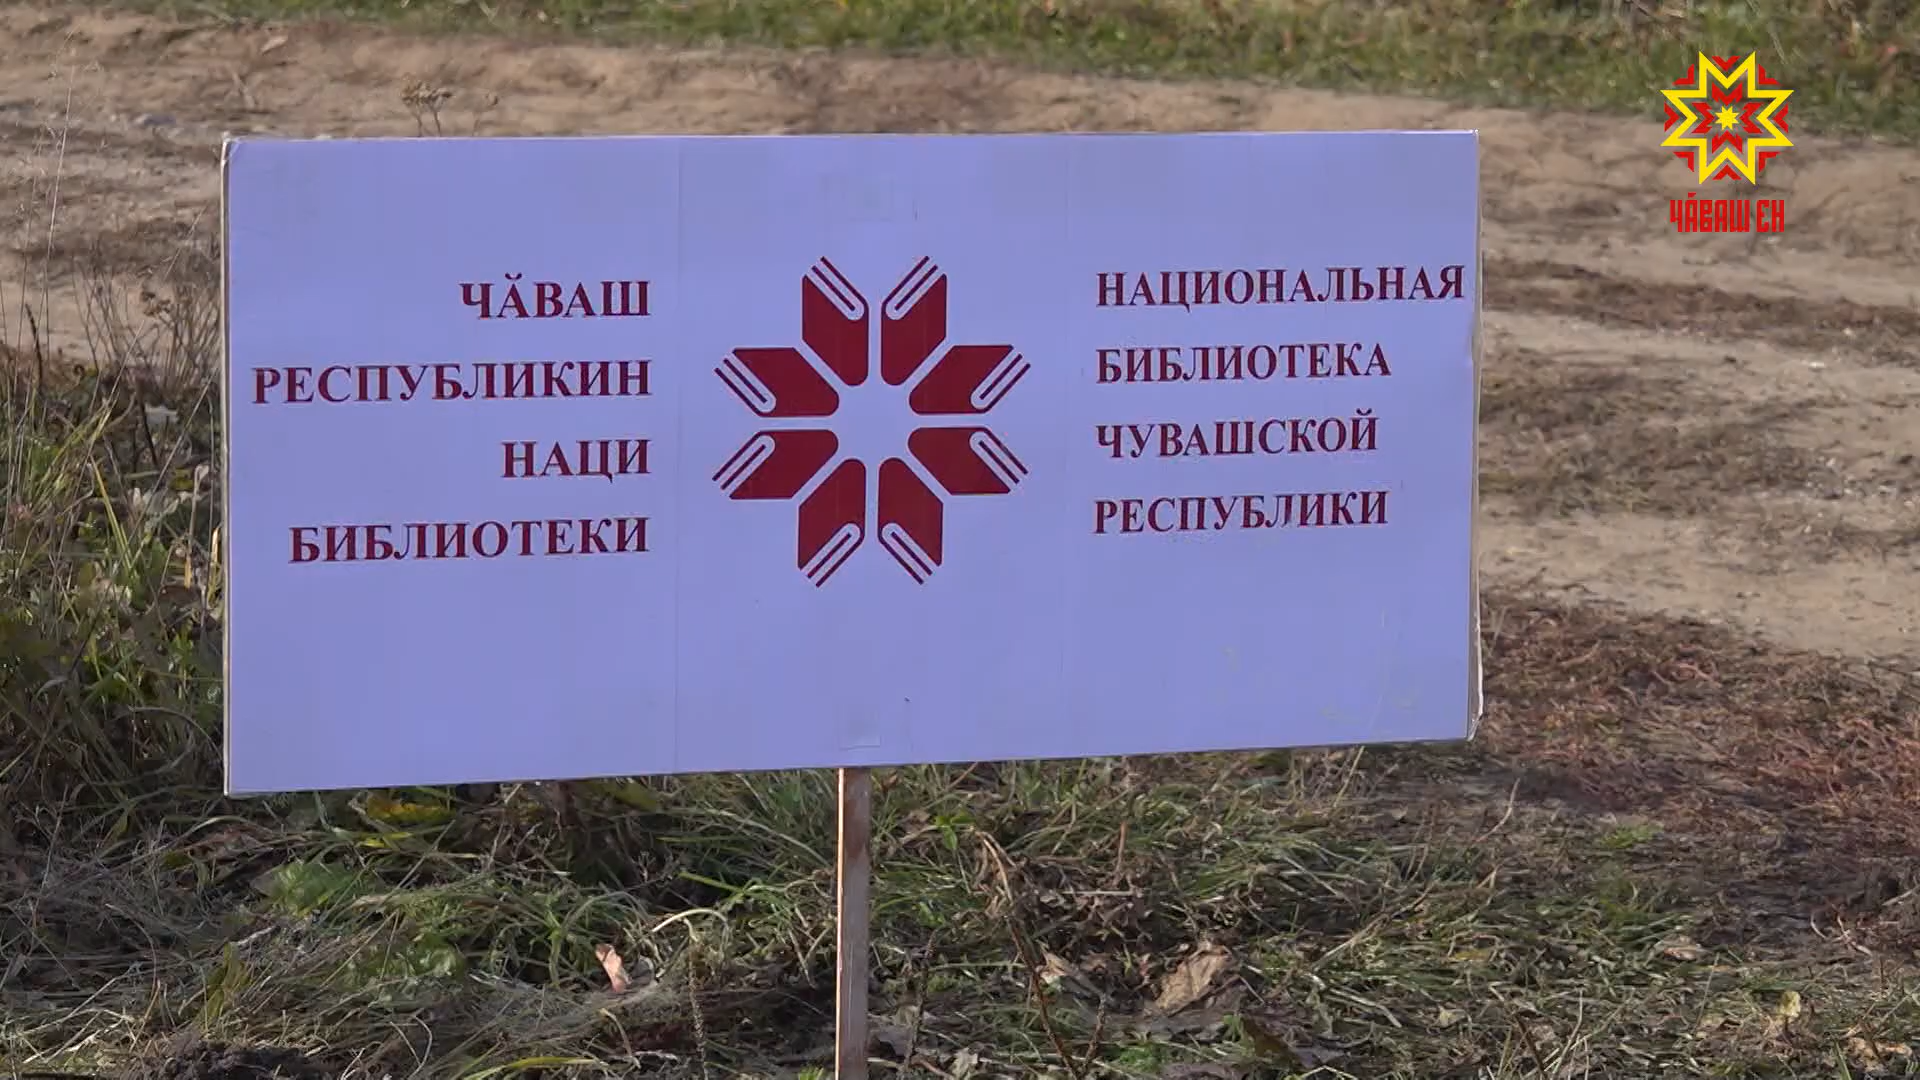 ЧӐВАШ
РЕСПУБЛИКИН
НАЦИ
БИБЛИОТЕКИ
НАЦИОНАЛЬНАЯ
БИБЛИОТЕКА
ЧУВАШСКОЙ
РЕСПУБЛИКИ
ЧӐВАШ ЕН